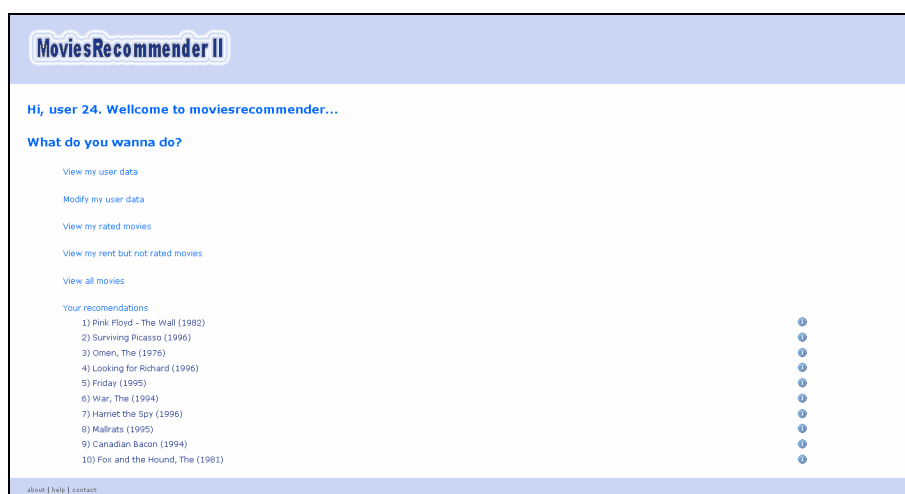 MoviesRecommender II
Hi, user 24. Wellcome to moviesrecommender...
What do you wanna do?
View my user data
Modify my user data
View my rated movies
View my rent but not rated movies
View all movies
Your recomendations
1) Pink Floyd - The Wall (1982)
2) Surviving Picasso (1996)
3) Omen, The (1976)
4) Looking for Richard (1996)
5) Friday (1995)
6) War, The (1994)
7) Harriet the Spy (1996)
8) Mallrats (1995)
9) Canadian Bacon (1994)
10) Fox and the Hound, The (1981)
about | help | contact